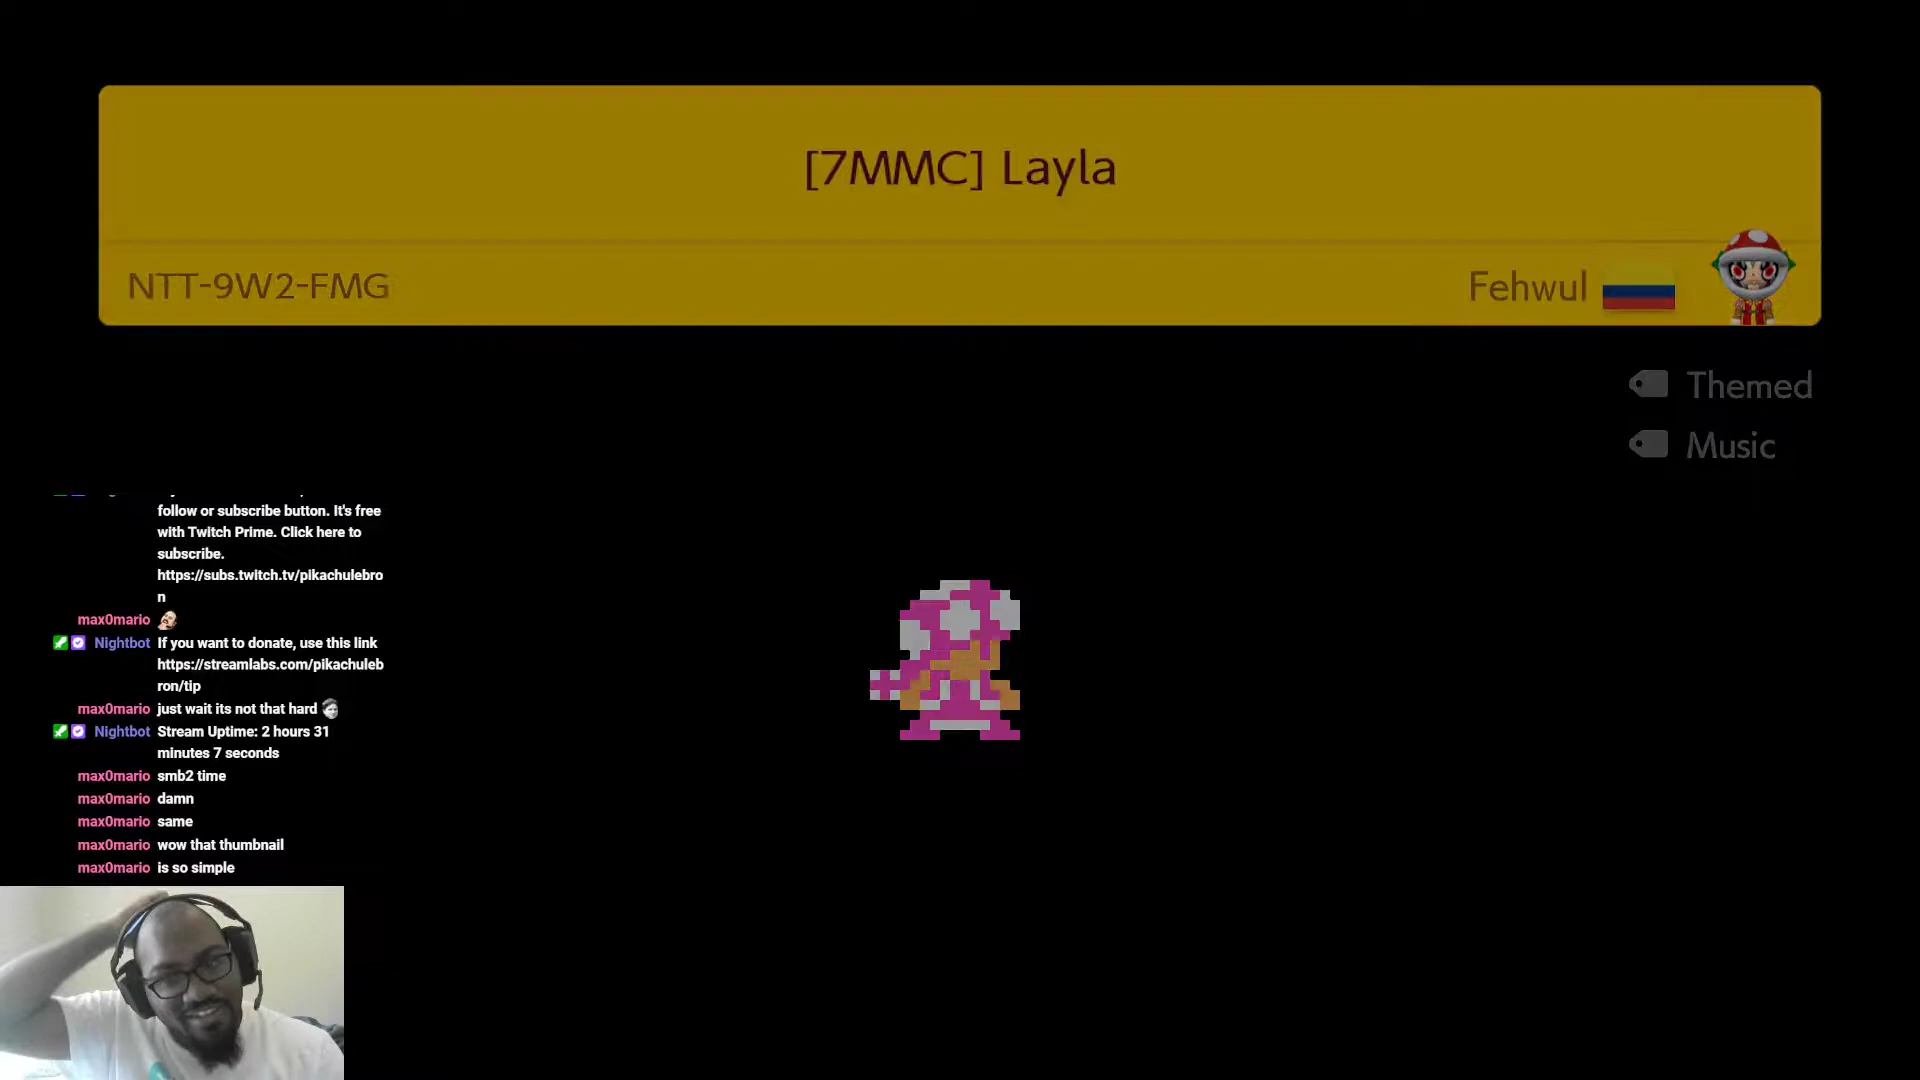 [7MMC] Layla
NTT-9W2-FMG
Fehwul
Themed
Music
follow or subscribe button. It's free
with Twitch Prime. Click here to
subscribe.
https://subs.twitch.tv/pikachulebro
n
max0mario
Nightbot If you want to donate, use this link
https://streamlabs.com/pikachuleb
ron/tip
max0mario just wait its not that hard
Nightbot Stream Uptime: 2 hours 31
minutes 7 seconds
max0mario smb2 time
max0mario damn
max0mario same
max0mario wow that thumbnail
max0mario is so simple